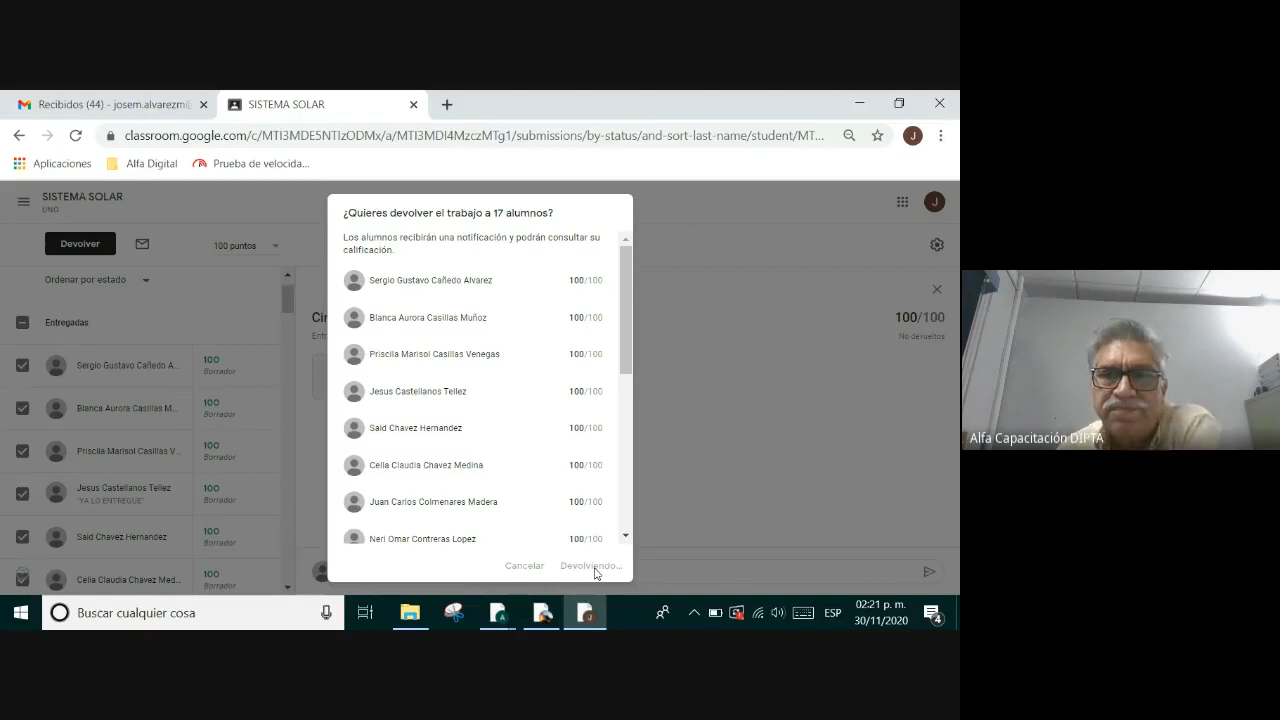 Recibidos (44) - josem.alvarezm@
SISTEMA SOLAR
classroom.google.com/c/MTI3MDE5NTIzODMx/a/MTI3MDI4MzczMTg1/submissions/by-status/and-sort-last-name/student/MT...
J
Aplicaciones
Alfa Digital
Prueba de velocida...
SISTEMA SOLAR
UNO
J
Devolver
100 puntos
Ordenar por estado
Entregadas
Sergio Gustavo Cañedo A...
100
Borrador
Blanca Aurora Casillas M...
100
Borrador
Priscila Marisol Casillas V...
100
Borrador
Jesus Castellanos Tellez
"YA LO ENTREGUE"
100
Borrador
Said Chavez Hernandez
100
Borrador
Celia Claudia Chavez Med...
100
Borrador
¿Quieres devolver el trabajo a 17 alumnos?
Los alumnos recibirán una notificación y podrán consultar su
calificación.
Sergio Gustavo Cañedo Alvarez 100/100
Blanca Aurora Casillas Muñoz 100/100
Priscila Marisol Casillas Venegas 100/100
Jesus Castellanos Tellez 100/100
Said Chavez Hernandez 100/100
Celia Claudia Chavez Medina 100/100
Juan Carlos Colmenares Madera 100/100
Neri Omar Contreras Lopez 100/100
Cancelar Devolviendo...
100/100
No devueltos
Alfa Capacitación DIPTA
Buscar cualquier cosa
ESP
02:21 p. m.
30/11/2020
4